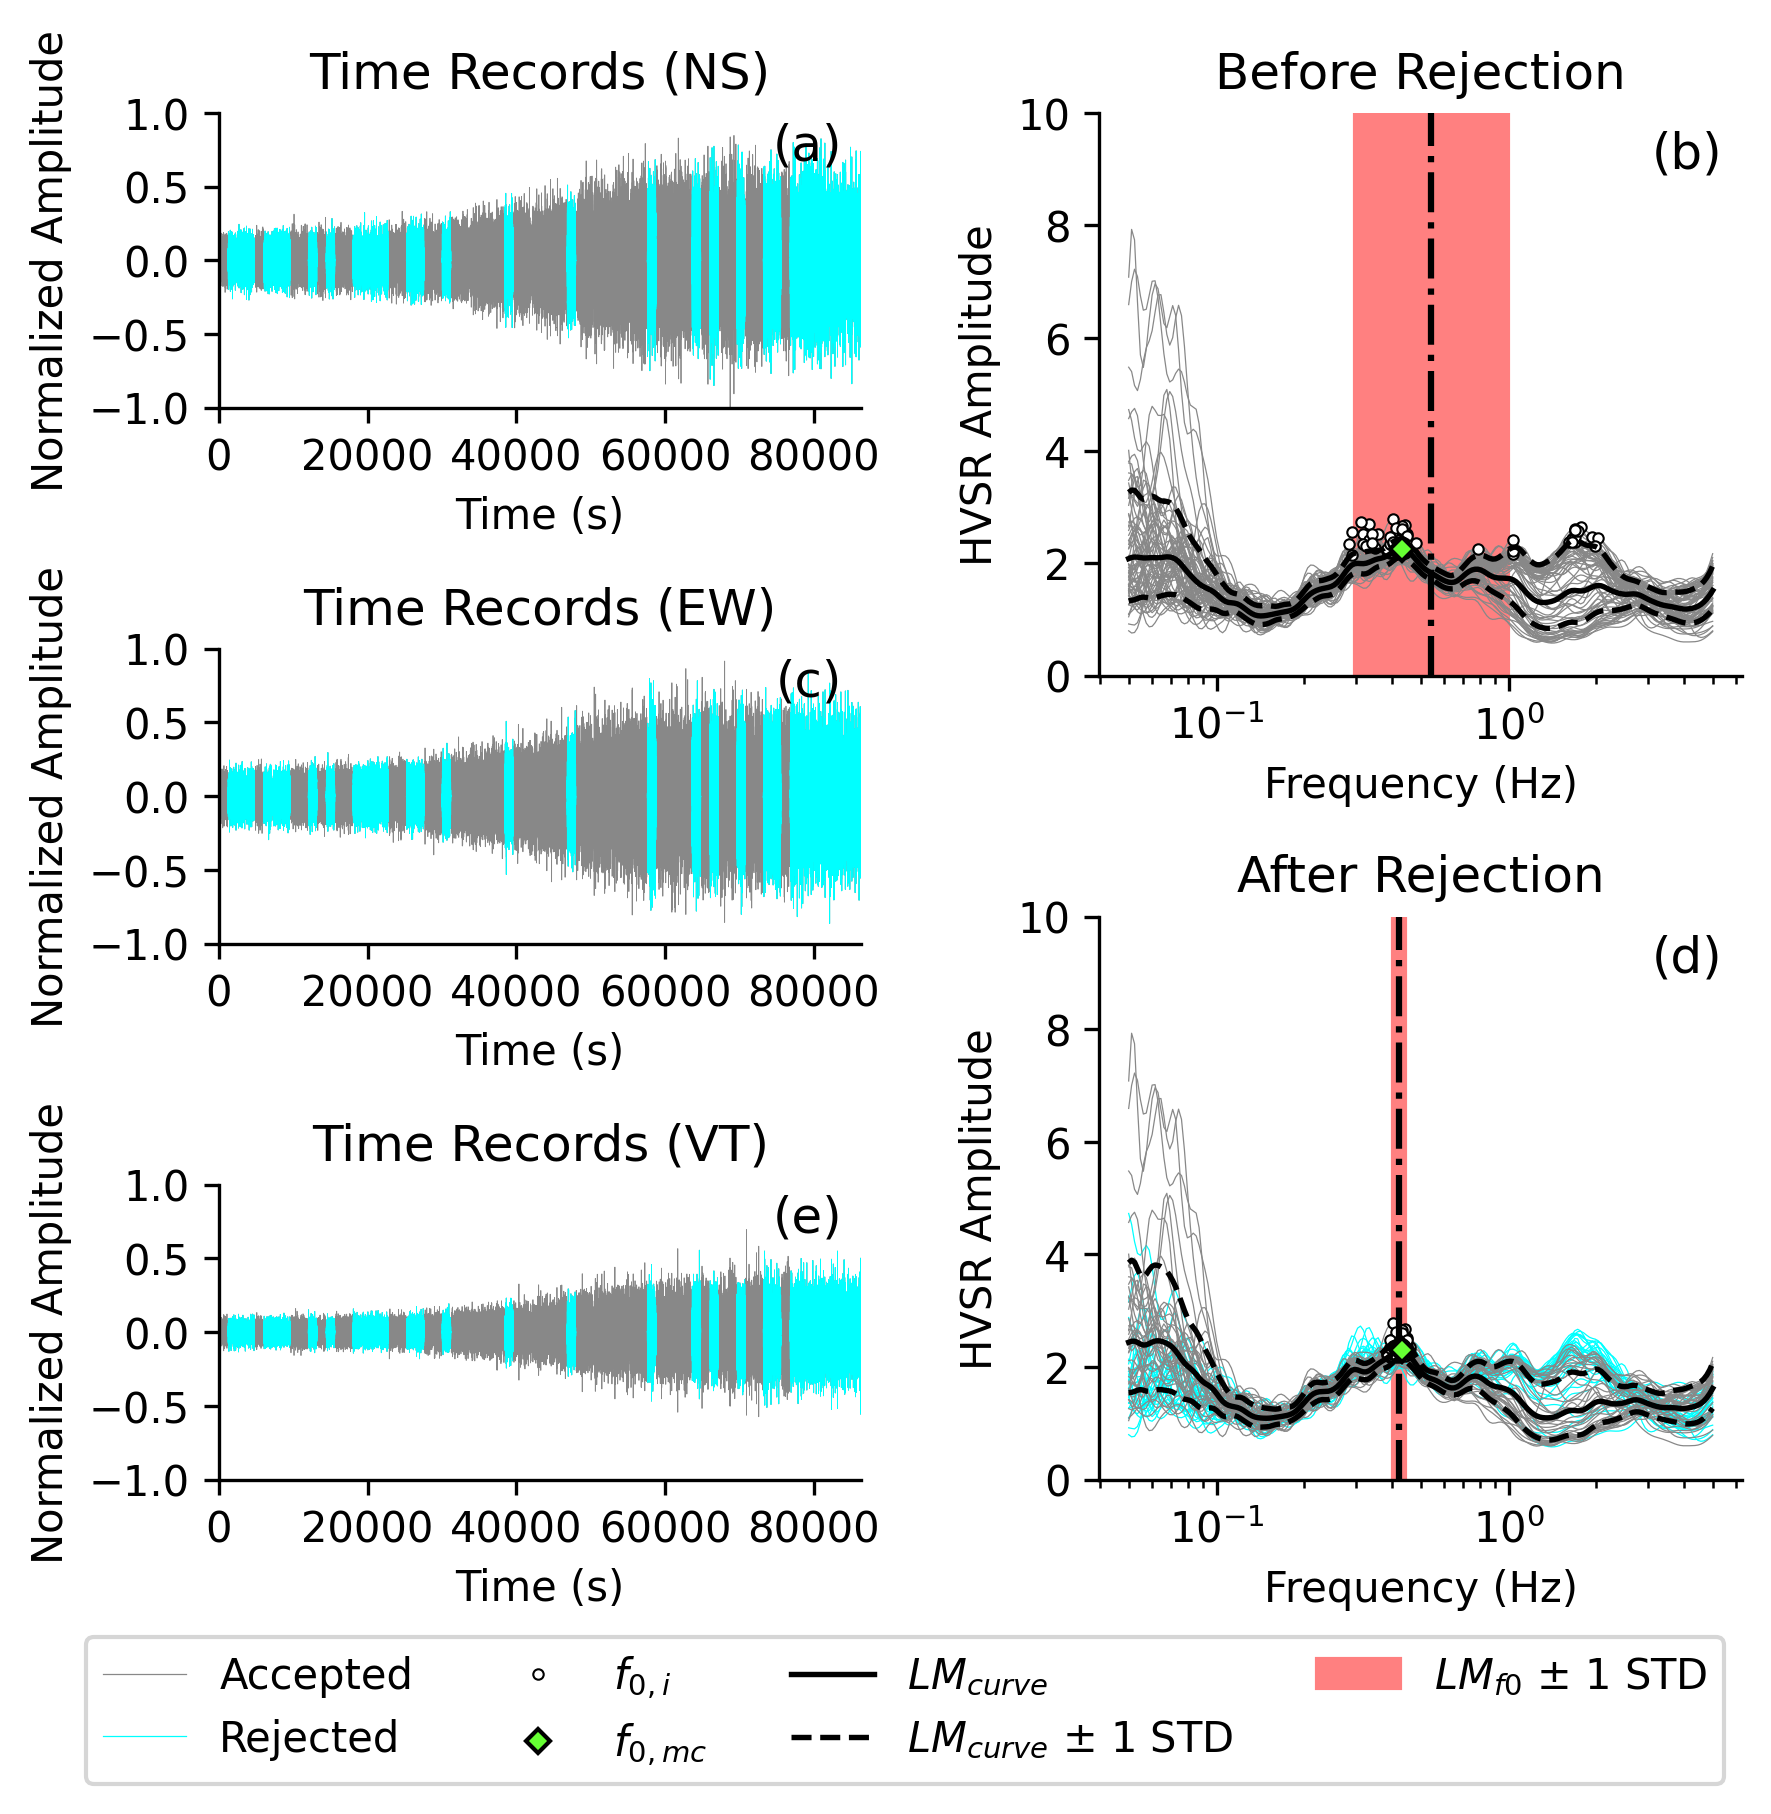 Time Records (NS)
Normalized Amplitude
1.0
0.5
0.0
−0.5
−1.0
(a)
0 20000 40000 60000 80000
Time (s)
Before Rejection
HVSR Amplitude
10
8
6
4
2
0
(b)
10⁻¹ 10⁰
Frequency (Hz)
Time Records (EW)
Normalized Amplitude
1.0
0.5
0.0
−0.5
−1.0
(c)
0 20000 40000 60000 80000
Time (s)
After Rejection
HVSR Amplitude
10
8
6
4
2
0
(d)
10⁻¹ 10⁰
Frequency (Hz)
Time Records (VT)
Normalized Amplitude
1.0
0.5
0.0
−0.5
−1.0
(e)
0 20000 40000 60000 80000
Time (s)
Accepted
Rejected
f0,i
f0,mc
LMcurve
LMcurve ± 1 STD
LMf0 ± 1 STD